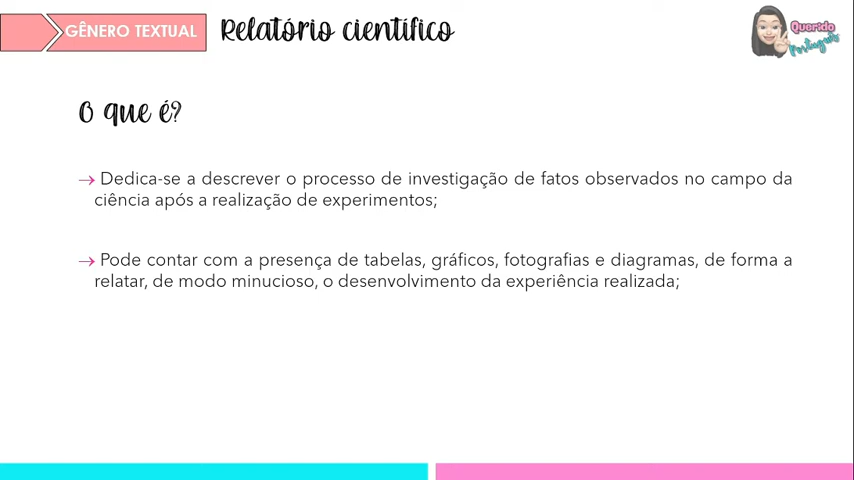 GÊNERO TEXTUAL
Relatório científico
Querido
Português
O que é?
→ Dedica-se a descrever o processo de investigação de fatos observados no campo da
ciência após a realização de experimentos;
→ Pode contar com a presença de tabelas, gráficos, fotografias e diagramas, de forma a
relatar, de modo minucioso, o desenvolvimento da experiência realizada;